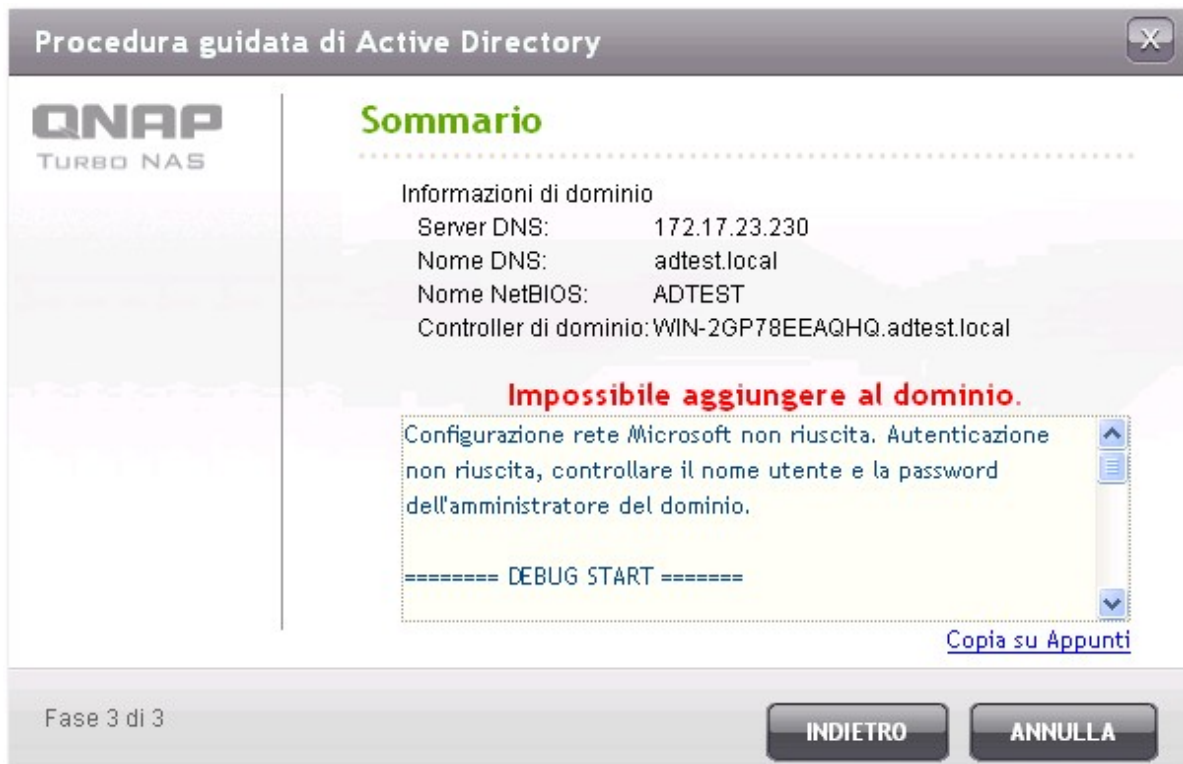 Procedura guidata di Active Directory
X
QNAP
TURBO NAS
Sommario
Informazioni di dominio
Server DNS: 172.17.23.230
Nome DNS: adtest.local
Nome NetBIOS: ADTEST
Controller di dominio: WIN-2GP78EEAQHQ.adtest.local
Impossibile aggiungere al dominio.
Configurazione rete Microsoft non riuscita. Autenticazione
non riuscita, controllare il nome utente e la password
dell'amministratore del dominio.
======== DEBUG START =======
Copia su Appunti
Fase 3 di 3
INDIETRO
ANNULLA